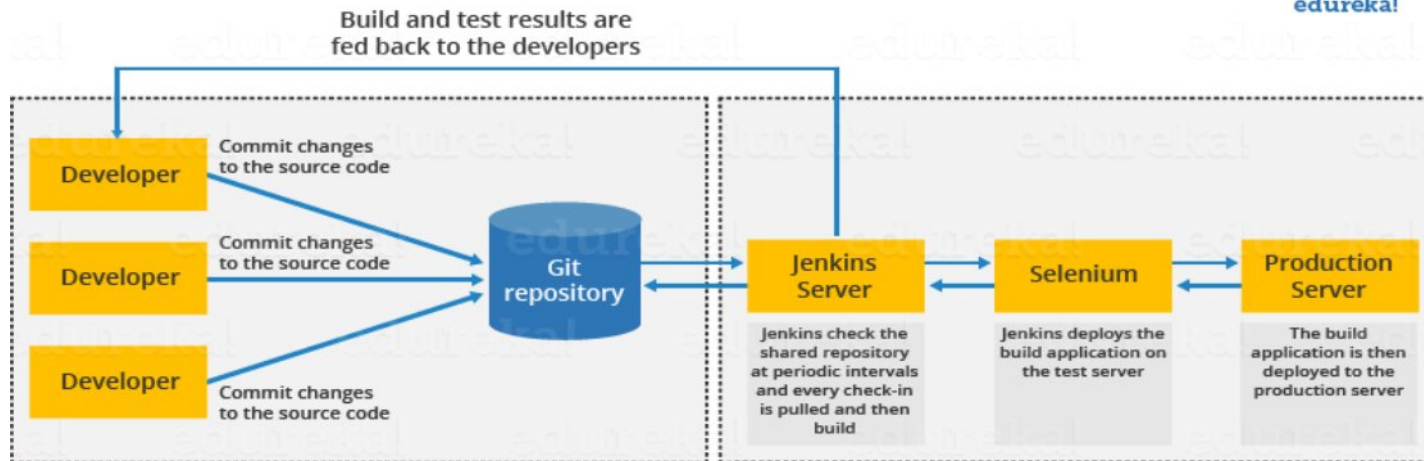 edureka!
Build and test results are
fed back to the developers
Developer
Commit changes
to the source code
Developer
Commit changes
to the source code
Developer
Commit changes
to the source code
Git
repository
Jenkins
Server
Jenkins check the
shared repository
at periodic intervals
and every check-in
is pulled and then
build
Selenium
Jenkins deploys the
build application on
the test server
Production
Server
The build
application is then
deployed to the
production server